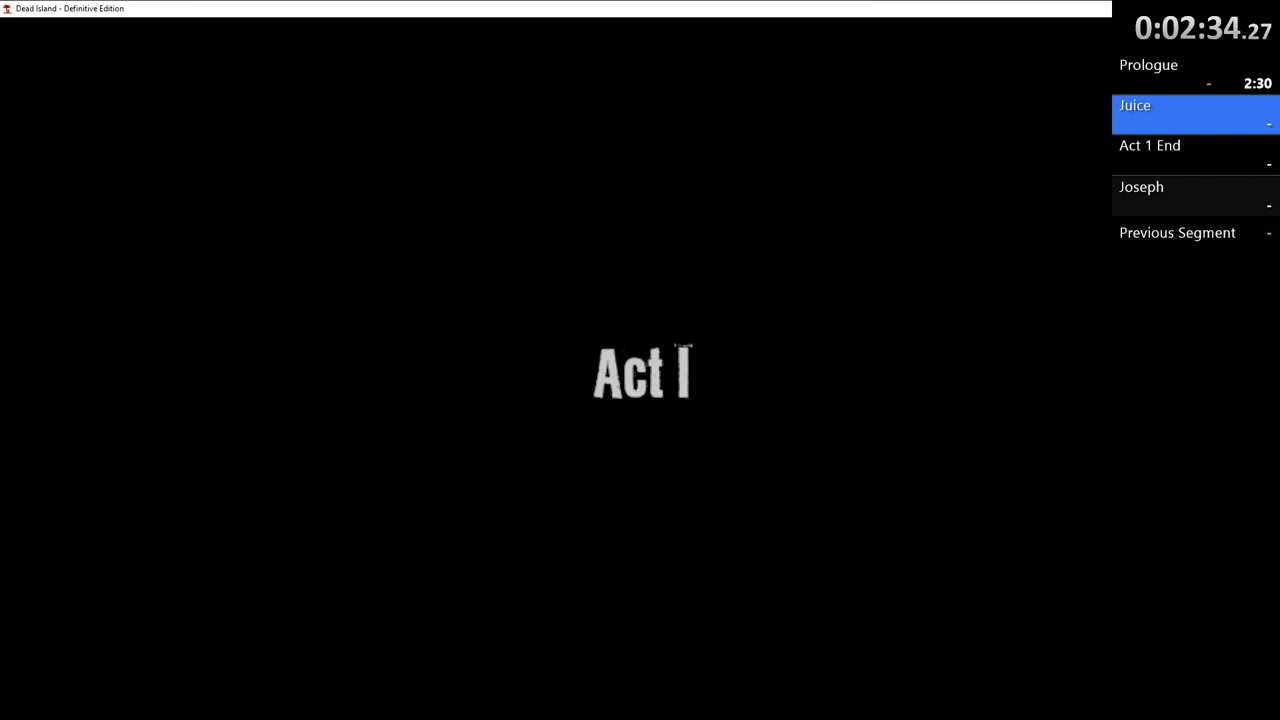 Dead Island - Definitive Edition
0:02:34.27
Prologue
- 2:30
Juice
-
Act 1 End
-
Joseph
-
Previous Segment -
Act I